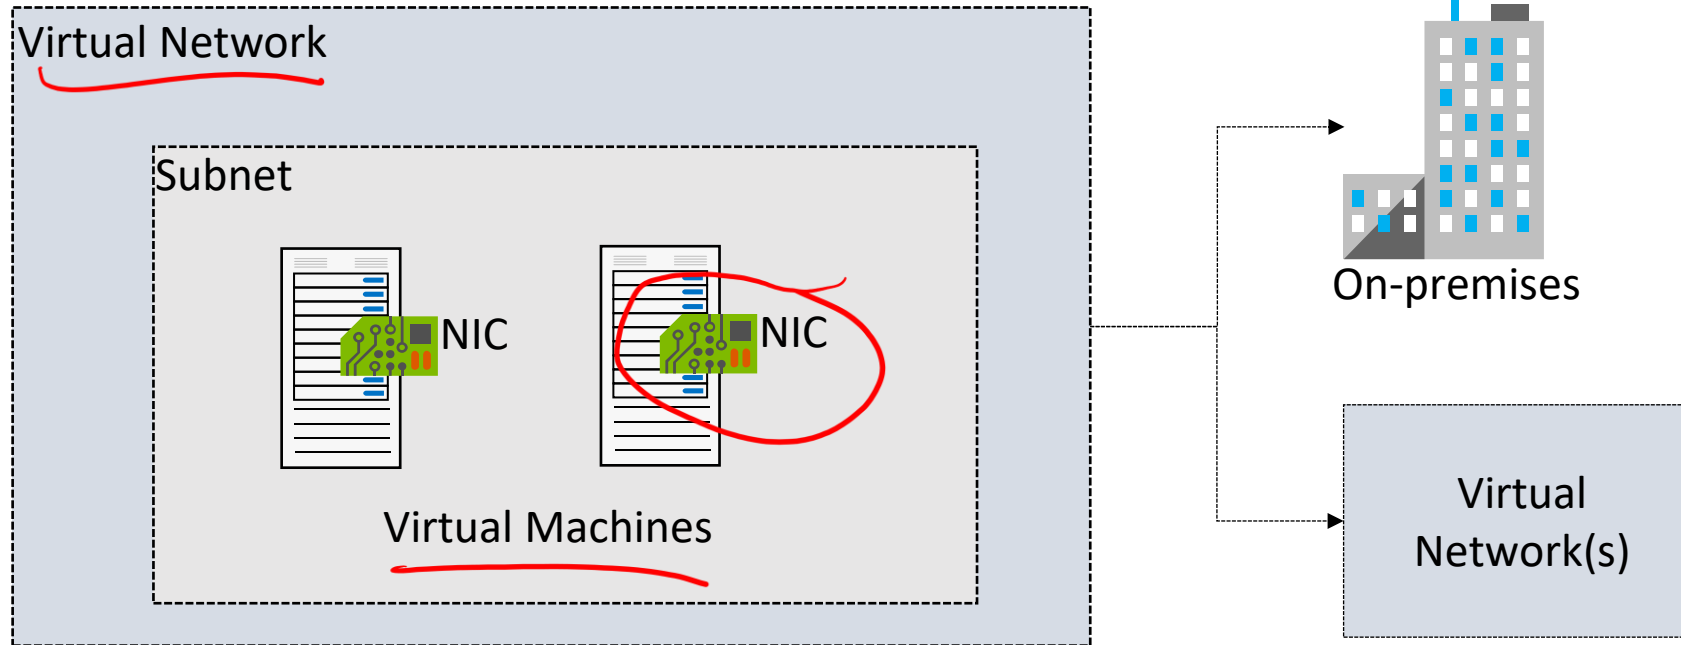 Virtual Network
Subnet
NIC
NIC
Virtual Machines
On-premises
Virtual
Network(s)